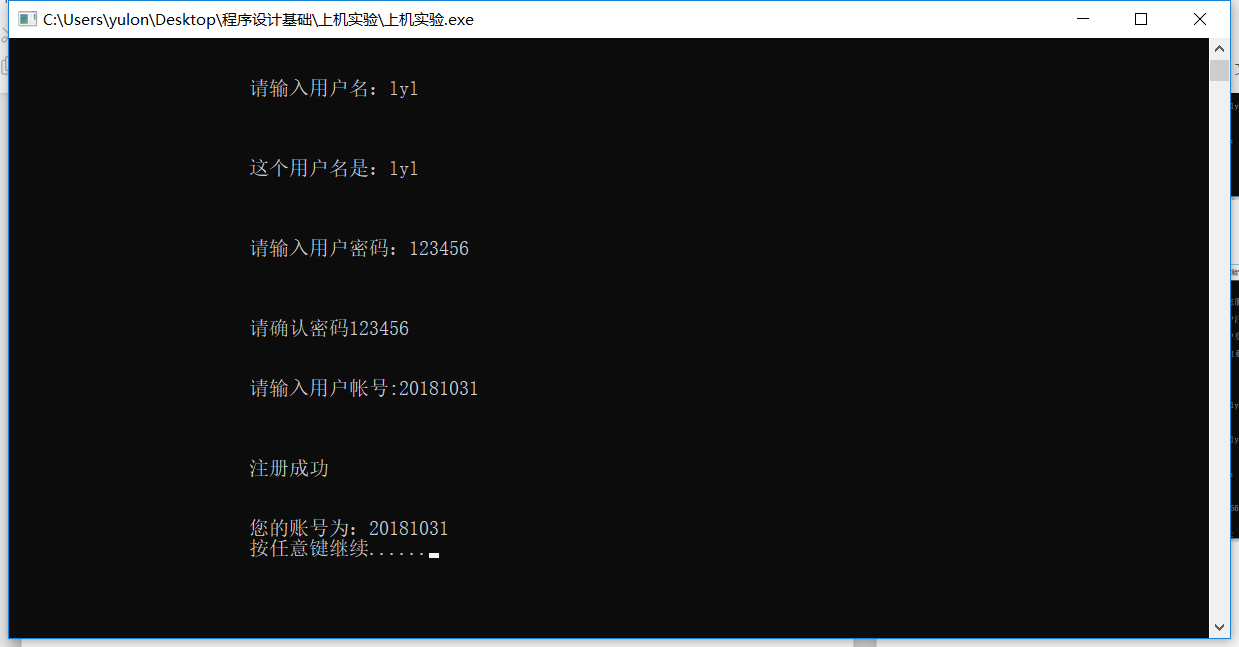 C:\Users\yulon\Desktop\程序设计基础\上机实验\上机实验.exe
请输入用户名：lyl
这个用户名是：lyl
请输入用户密码：123456
请确认密码123456
请输入用户帐号:20181031
注册成功
您的账号为：20181031
按任意键继续......